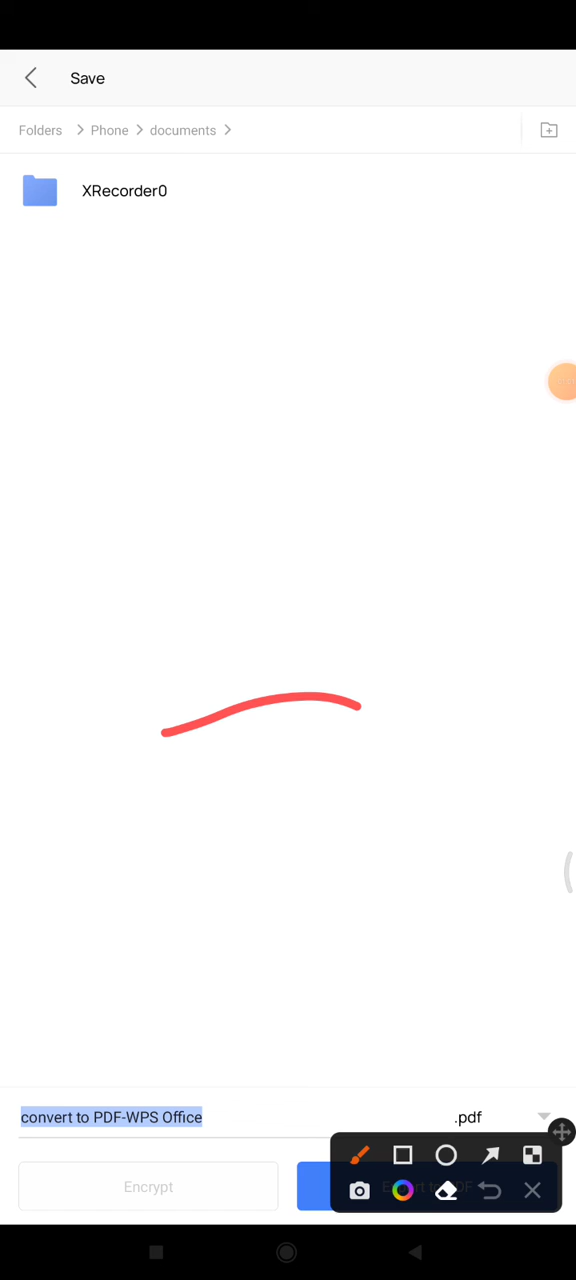 Save
Folders > Phone > documents >
XRecorder0
convert to PDF-WPS Office .pdf
Encrypt